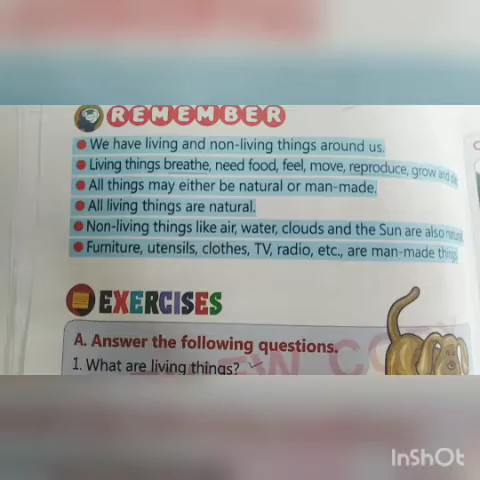 REMEMBER
We have living and non-living things around us.
Living things breathe, need food, feel, move, reproduce, grow and die
All things may either be natural or man-made.
All living things are natural.
Non-living things like air, water, clouds and the Sun are also natural
Furniture, utensils, clothes, TV, radio, etc., are man-made things
EXERCISES
A. Answer the following questions.
1. What are living things?
InShOt